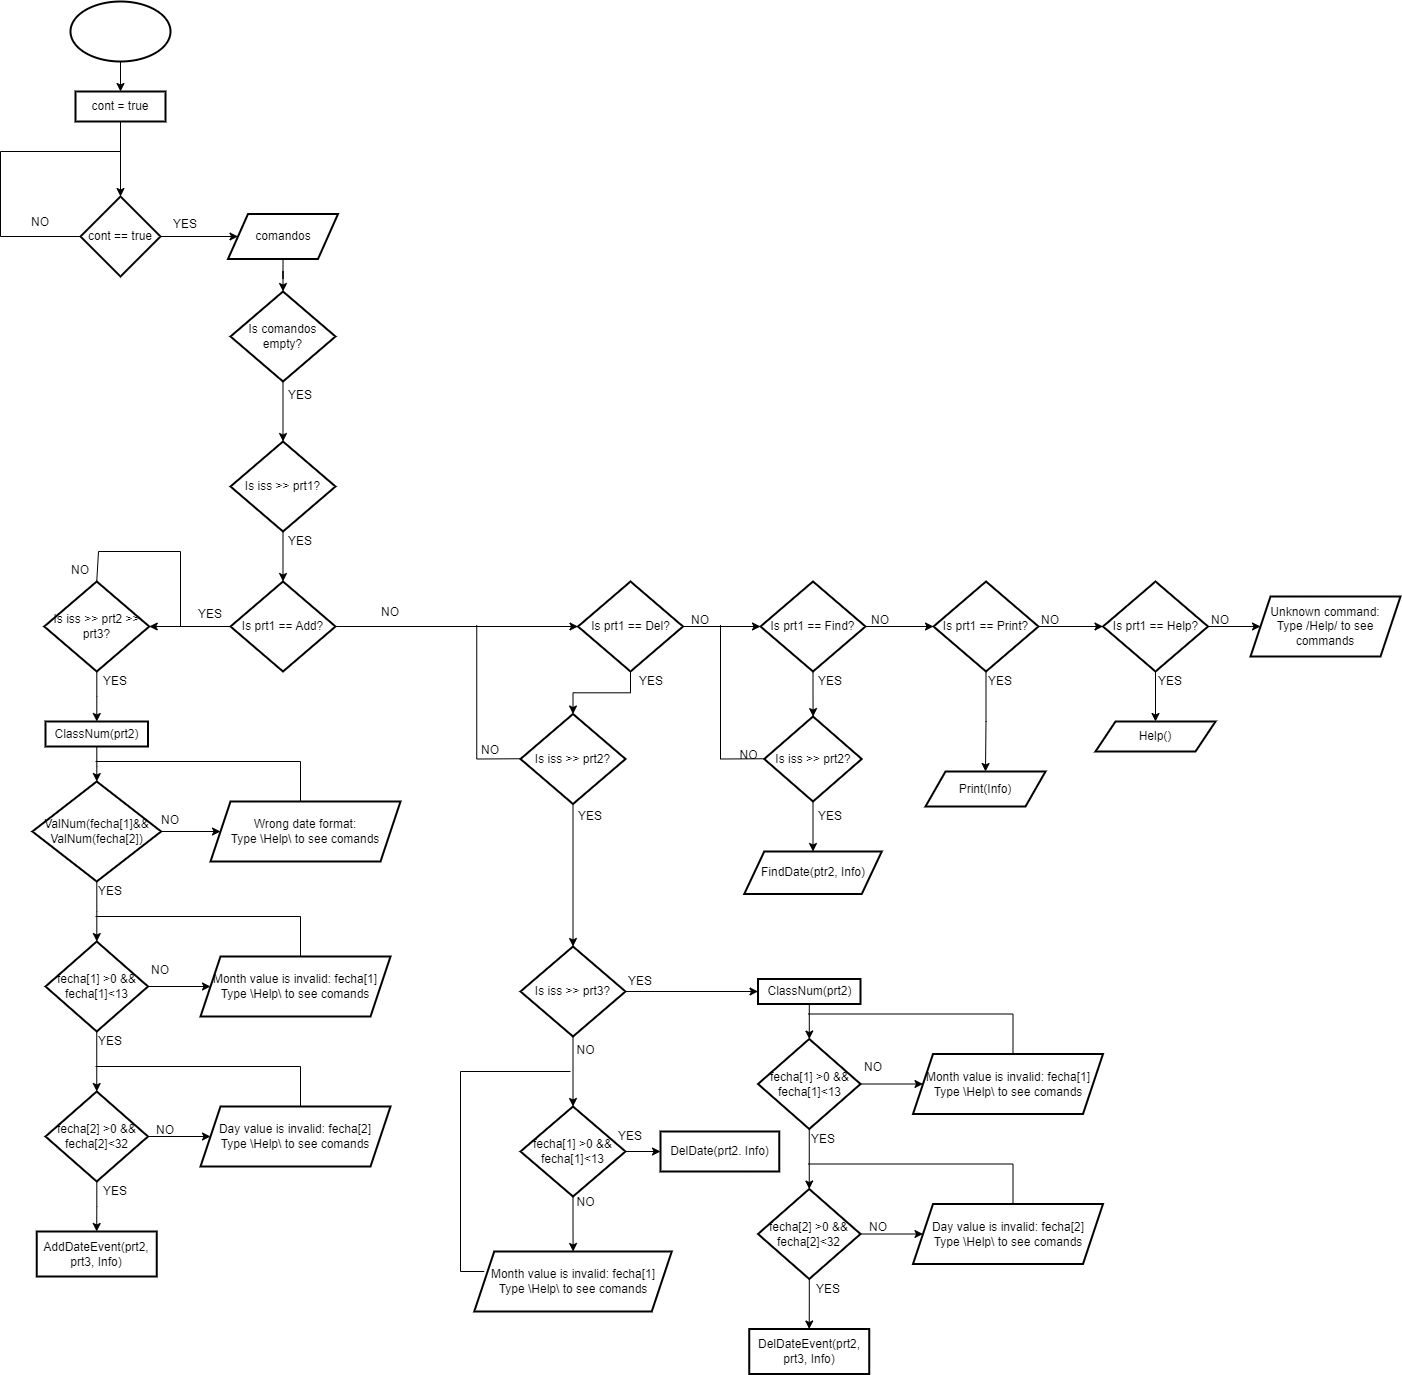 cont = true
NO
YES
cont == true
comandos
Is comandos
empty?
YES
Is iss >> prt1?
YES
NO
Is iss >> prt2 >>
prt3?
YES
Is prt1 == Add?
NO
Is prt1 == Del?
NO
Is prt1 == Find?
NO
Is prt1 == Print?
NO
Is prt1 == Help?
NO
Unknown command:
Type /Help/ to see
commands
YES
YES
YES
YES
YES
ClassNum(prt2)
NO
Is iss >> prt2?
NO
Is iss >> prt2?
Help()
Print(Info)
ValNum(fecha[1]&&
ValNum(fecha[2])
NO
Wrong date format:
Type \Help\ to see comands
YES
YES
FindDate(ptr2, Info)
YES
fecha[1] >0 &&
fecha[1]<13
NO
Month value is invalid: fecha[1]
Type \Help\ to see comands
Is iss >> prt3?
YES
ClassNum(prt2)
YES
NO
fecha[1] >0 &&
fecha[1]<13
NO
Month value is invalid: fecha[1]
Type \Help\ to see comands
fecha[2] >0 &&
fecha[2]<32
NO
Day value is invalid: fecha[2]
Type \Help\ to see comands
fecha[1] >0 &&
fecha[1]<13
YES
DelDate(prt2. Info)
YES
YES
NO
fecha[2] >0 &&
fecha[2]<32
NO
Day value is invalid: fecha[2]
Type \Help\ to see comands
AddDateEvent(prt2,
prt3, Info)
Month value is invalid: fecha[1]
Type \Help\ to see comands
YES
DelDateEvent(prt2,
prt3, Info)